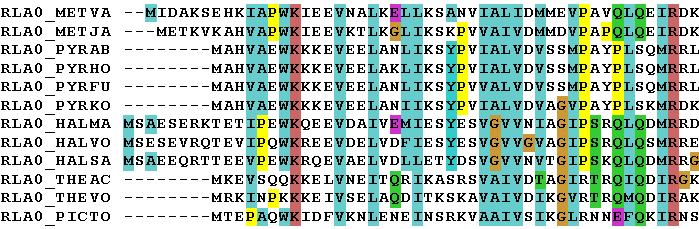 RLA0_METVA --MIDAKSEHKIAPWKIEEVNALKELLKSANVIALIDMMEVPAVQLQEIRDK
RLA0_METJA ---METKVKAHVAPWKIEEVKTLKGLIKSKPVVAIVDMMDVPAPQLQEIRDK
RLA0_PYRAB --------MAHVAEWKKKEVEELANLIKSYPVIALVDVSSMPAYPLSQMRRL
RLA0_PYRHO --------MAHVAEWKKKEVEELAKLIKSYPVIALVDVSSMPAYPLSQMRRL
RLA0_PYRFU --------MAHVAEWKKKEVEELANLIKSYPVVALVDVSSMPAYPLSQMRRL
RLA0_PYRKO --------MAHVAEWKKKEVEELANIIKSYPVIALVDVAGVPAYPLSKMRDK
RLA0_HALMA MSAESERKTETIPEWKQEEVDAIVEMIESYESVGVVNIAGIPSRQLQDMRRD
RLA0_HALVO MSESEVRQTEVIPQWKREEVDELVDFIESYESVGVVGVAGIPSRQLQSMRRE
RLA0_HALSA MSAEEQRTTEEVPEWKRQEVAELVDLLETYDSVGVVNVTGIPSKQLQDMRRG
RLA0_THEAC --------MKEVSQQKKELVNEITQRIKASRSVAIVDTAGIRTRQIQDIRGK
RLA0_THEVO --------MRKINPKKKEIVSELAQDITKSKAVAIVDIKGVRTRQMQDIRAK
RLA0_PICTO --------MTEPAQWKIDFVKNLENEINSRKVAAIVSIKGLRNNEFQKIRNS